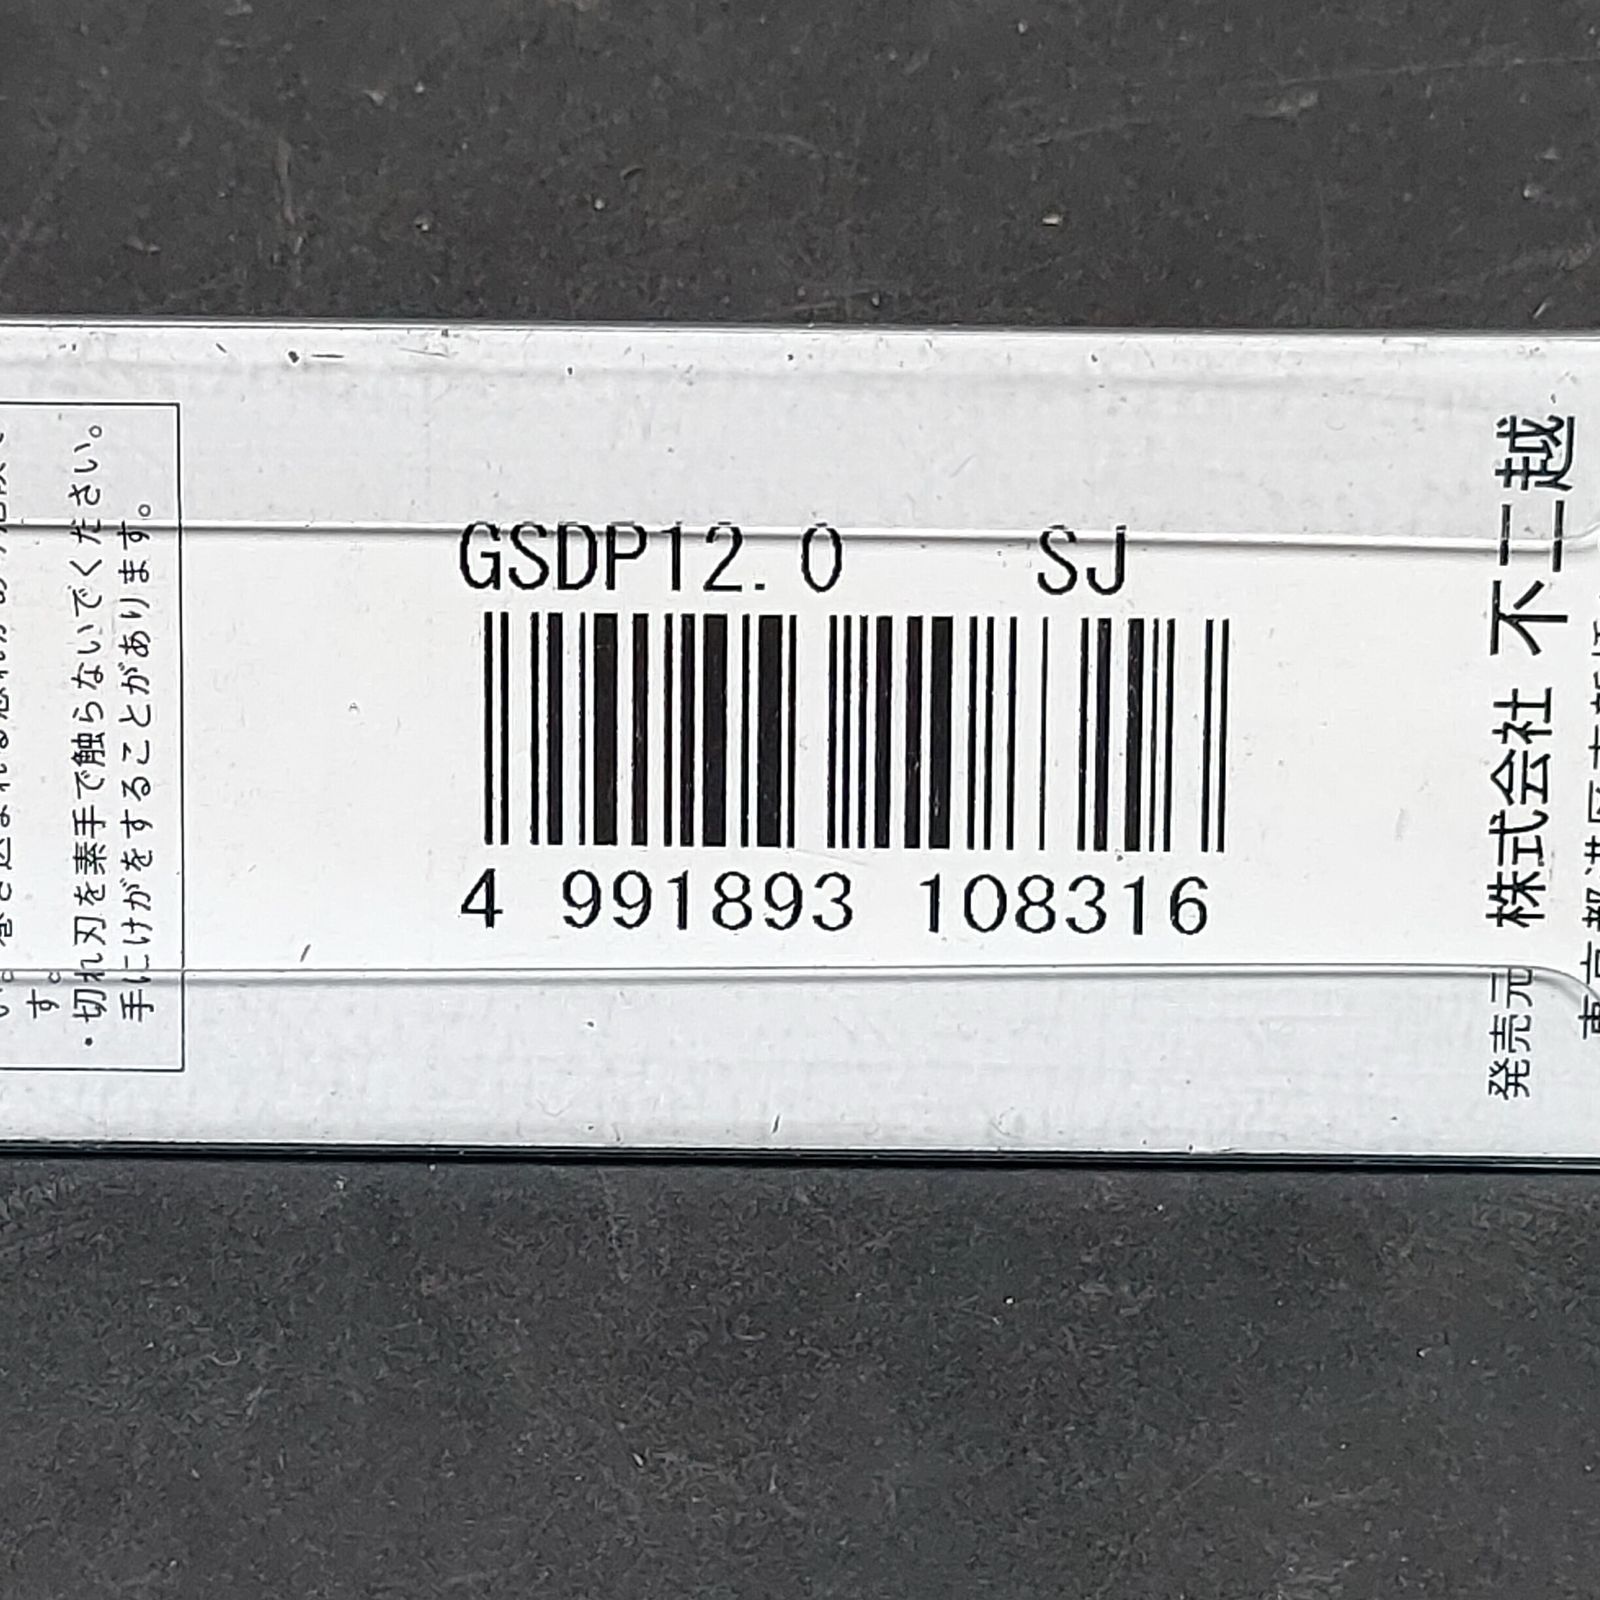 GSDP12.0 SJ
4 991893 108316
す。
・切れ刃を素手で触らないでください。
手にけがをすることがあります。
発売元 株式会社 不二越